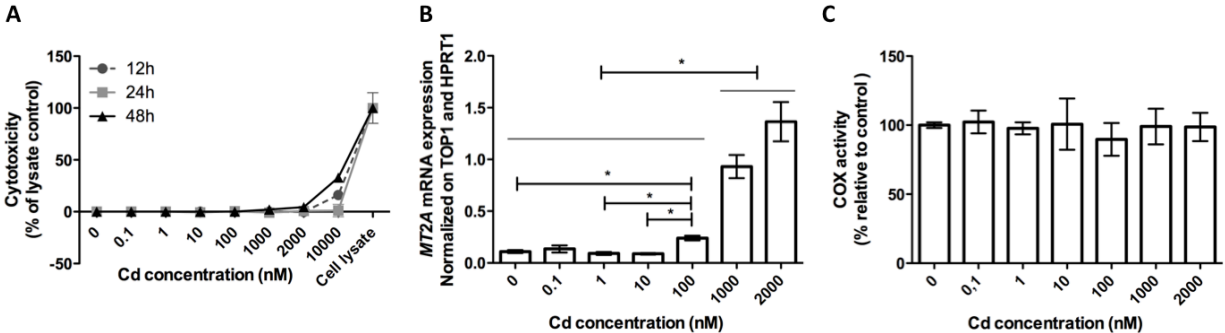 A
Cytotoxicity
(% of lysate control)
150
100
50
0
-50
12h
24h
48h
0
0.1
1
10
100
1000
2000
10000
Cell lysate
Cd concentration (nM)
B
MT2A mRNA expression
Normalized on TOP1 and HPRT1
2.0
1.5
1.0
0.5
0.0
*
*
*
*
0
0.1
1
10
100
1000
2000
Cd concentration (nM)
C
COX activity
(% relative to control)
150
100
50
0
0
0,1
1
10
100
1000
2000
Cd concentration (nM)